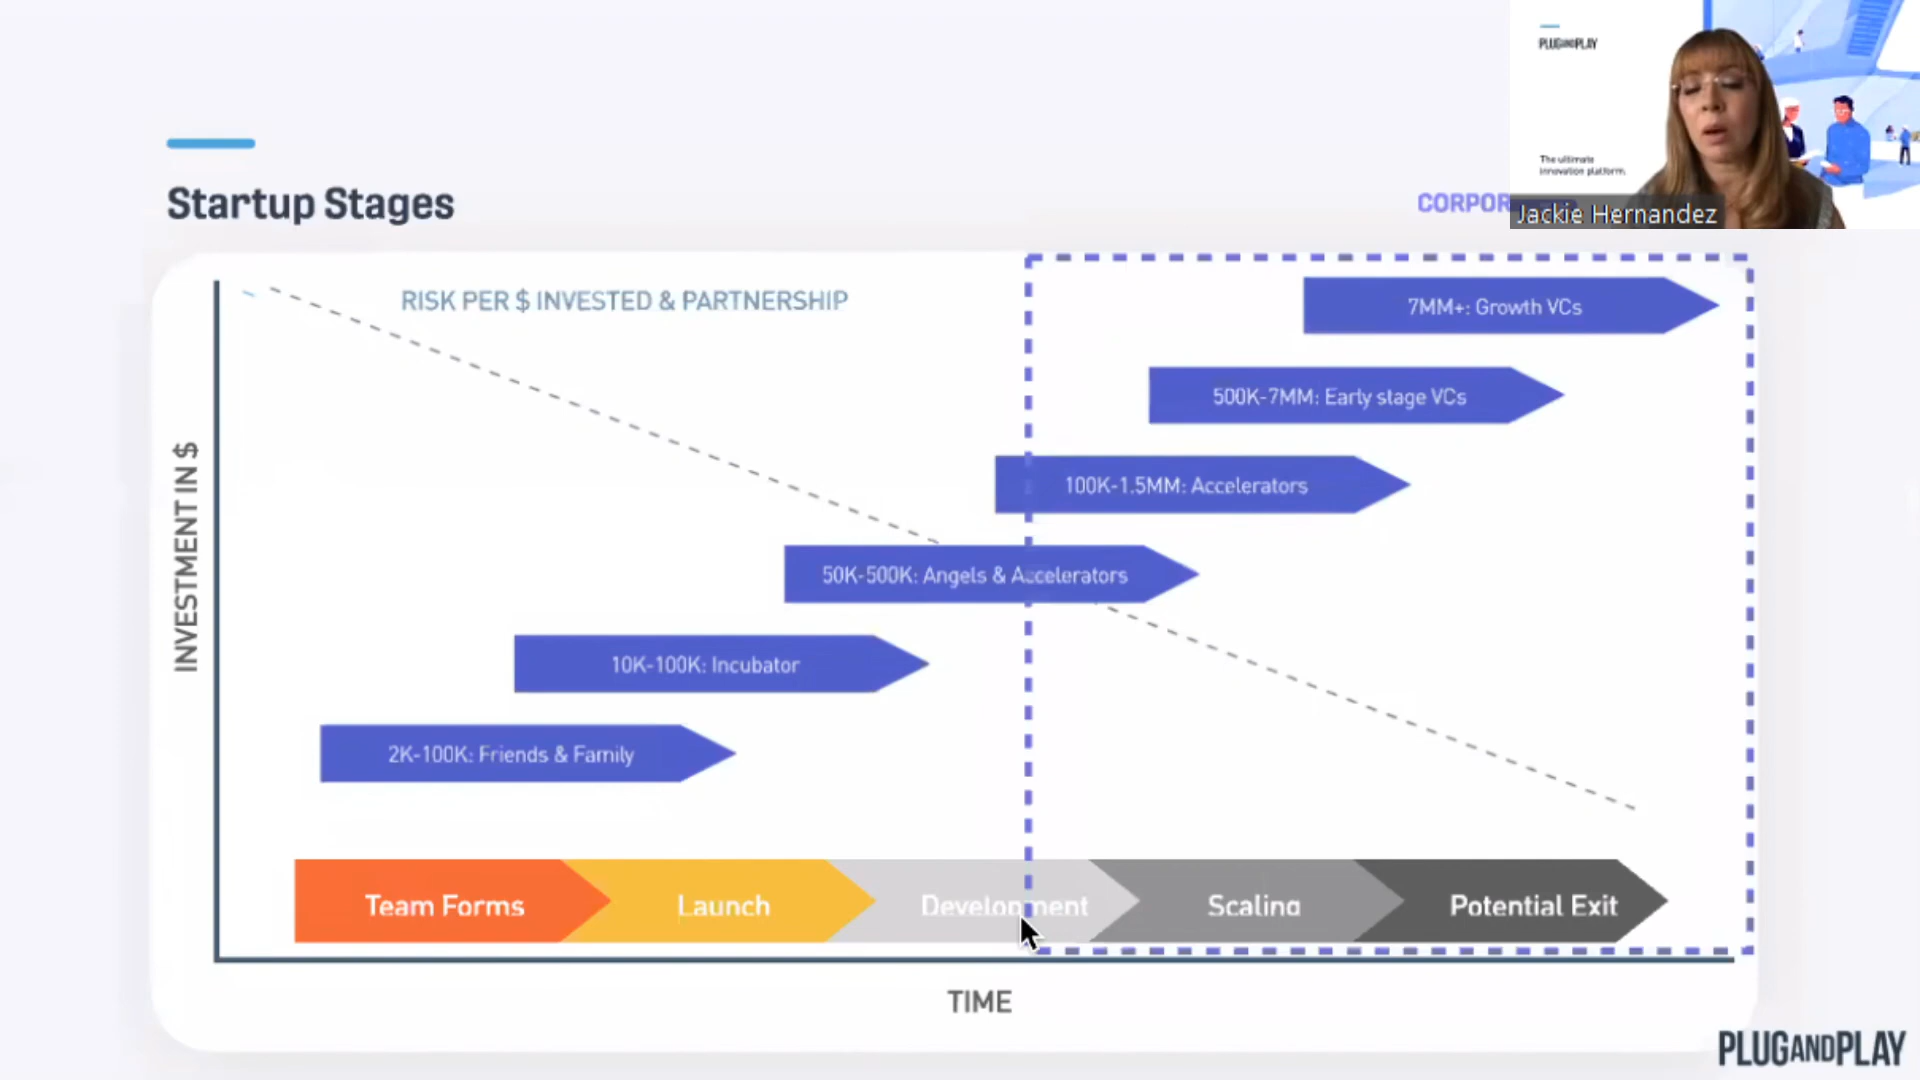 PLUGANDPLAY
The ultimate
innovation platform.
Jackie Hernandez
Startup Stages
RISK PER $ INVESTED & PARTNERSHIP
7MM+: Growth VCs
500K-7MM: Early stage VCs
100K-1.5MM: Accelerators
50K-500K: Angels & Accelerators
10K-100K: Incubator
2K-100K: Friends & Family
INVESTMENT IN $
Team Forms
Launch
Development
Scaling
Potential Exit
TIME
PLUGANDPLAY